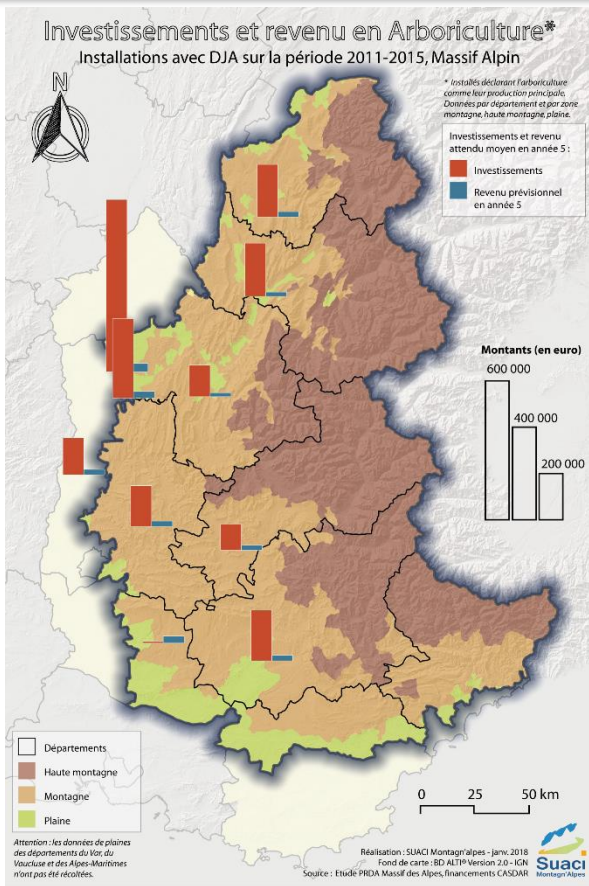 Investissements et revenu en Arboriculture*
Installations avec DJA sur la période 2011-2015, Massif Alpin
N
* Installés déclarant l'arboriculture
comme leur production principale.
Données par département et par zone
montagne, haute montagne, plaine.
Investissements et revenu
attendu moyen en année 5 :
Investissements
Revenu prévisionnel
en année 5
Montants (en euro)
600 000
400 000
200 000
Départements
Haute montagne
Montagne
Plaine
0 25 50 km
Attention : les données de plaines
des départements du Var, du
Vaucluse et des Alpes-Maritimes
n'ont pas été récoltées.
Réalisation : SUACI Montagn'alpes - janv. 2018
Fond de carte : BD ALTI® Version 2.0 - IGN
Source : Etude PRDA Massif des Alpes, financements CASDAR
Suaci
Montagn'Alpes